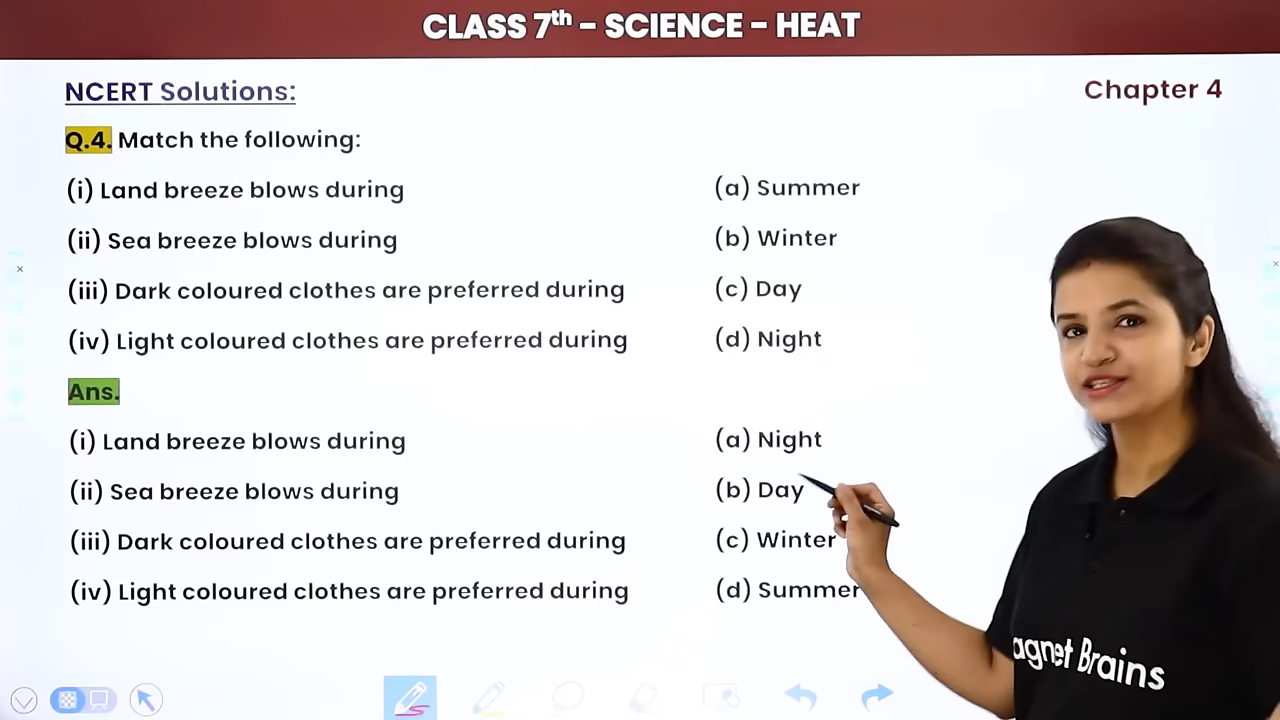 CLASS 7th – SCIENCE – HEAT
NCERT Solutions:
Chapter 4
Q.4. Match the following:
(i) Land breeze blows during (a) Summer
(ii) Sea breeze blows during (b) Winter
(iii) Dark coloured clothes are preferred during (c) Day
(iv) Light coloured clothes are preferred during (d) Night
Ans.
(i) Land breeze blows during (a) Night
(ii) Sea breeze blows during (b) Day
(iii) Dark coloured clothes are preferred during (c) Winter
(iv) Light coloured clothes are preferred during (d) Summer
agnet Brains